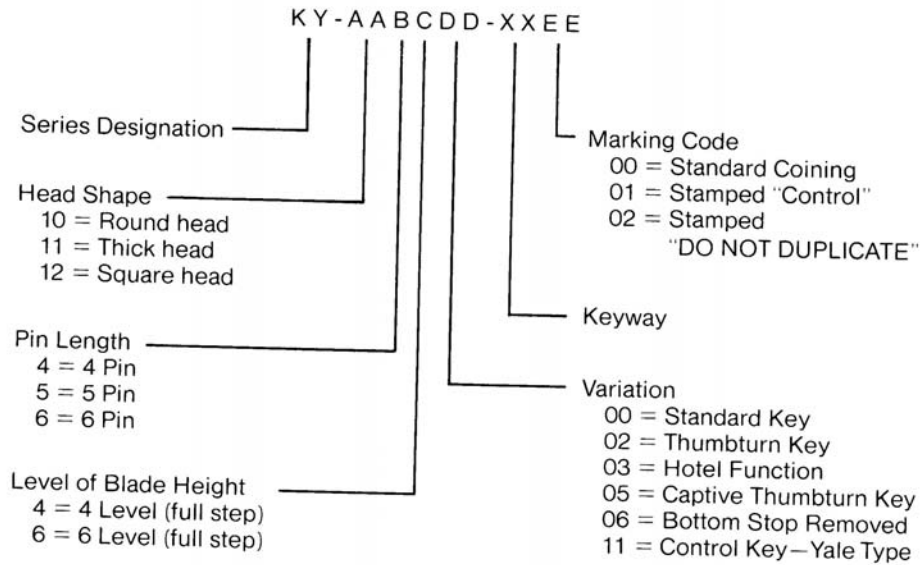 KY-AABCDD-XXEE
Series Designation
Head Shape
10 = Round head
11 = Thick head
12 = Square head
Pin Length
4 = 4 Pin
5 = 5 Pin
6 = 6 Pin
Level of Blade Height
4 = 4 Level (full step)
6 = 6 Level (full step)
Marking Code
00 = Standard Coining
01 = Stamped "Control"
02 = Stamped
"DO NOT DUPLICATE"
Keyway
Variation
00 = Standard Key
02 = Thumbturn Key
03 = Hotel Function
05 = Captive Thumbturn Key
06 = Bottom Stop Removed
11 = Control Key–Yale Type